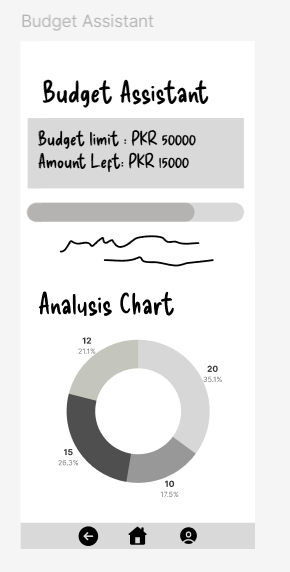 Budget Assistant
Budget Assistant
Budget limit : PKR 50000
Amount Left: PKR 15000
Analysis Chart
12
21.1%
20
35.1%
15
26.3%
10
17.5%